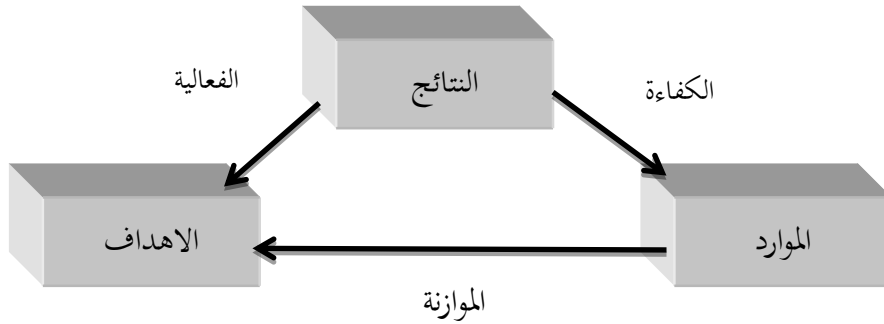 النتائج
الكفاءة
الفعالية
الموارد
الاهداف
الموازنة